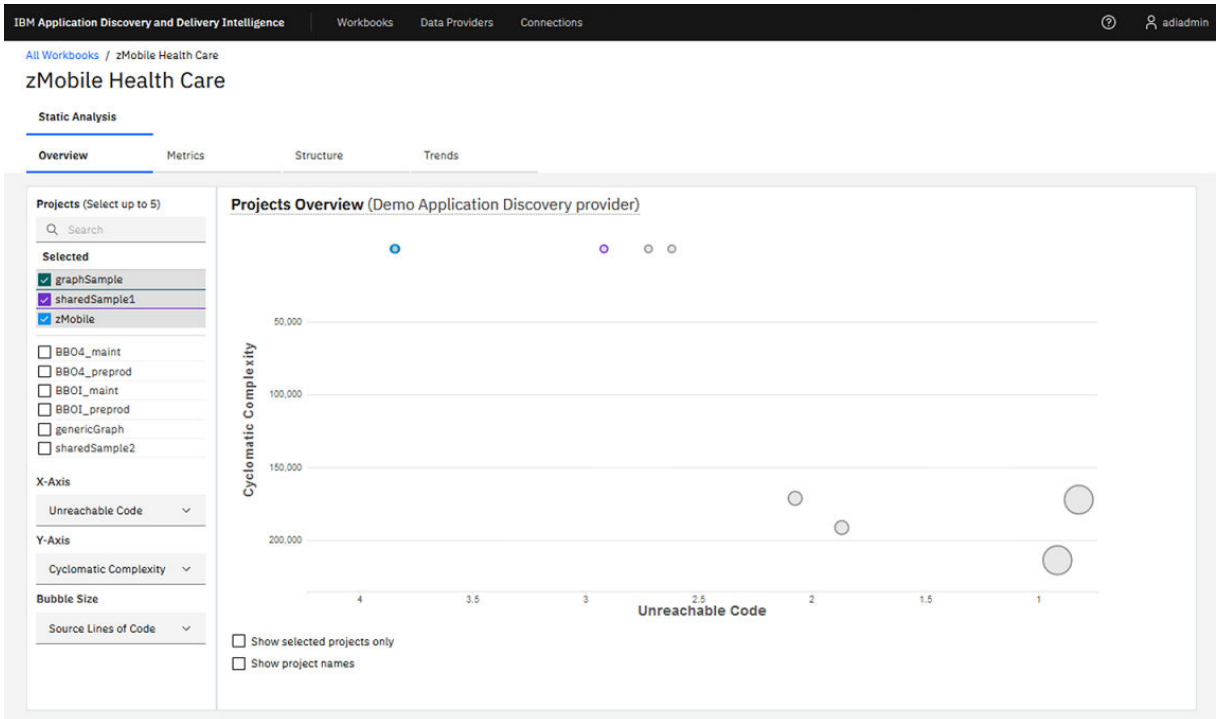 IBM Application Discovery and Delivery Intelligence Workbooks Data Providers Connections adiadmin
All Workbooks / zMobile Health Care
zMobile Health Care
Static Analysis
Overview Metrics Structure Trends
Projects (Select up to 5)
Search
Selected
graphSample
sharedSample1
zMobile
BBO4_maint
BBO4_preprod
BBOI_maint
BBOI_preprod
genericGraph
sharedSample2
X-Axis
Unreachable Code
Y-Axis
Cyclomatic Complexity
Bubble Size
Source Lines of Code
Projects Overview (Demo Application Discovery provider)
Cyclomatic Complexity
50,000
100,000
150,000
200,000
4 3.5 3 2.5 2 1.5 1
Unreachable Code
Show selected projects only
Show project names